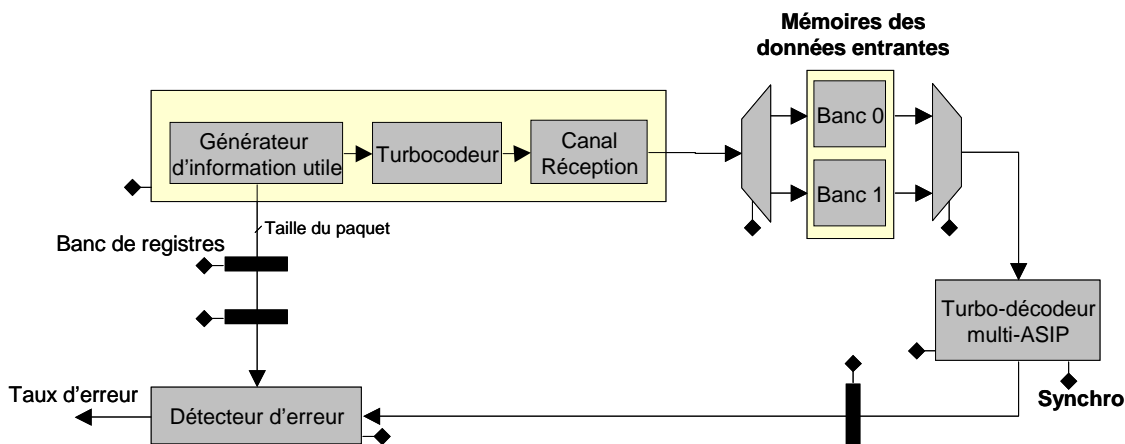 Mémoires des
données entrantes
Générateur
d'information utile
Turbocodeur
Canal
Réception
Banc 0
Banc 1
Taille du paquet
Banc de registres
Turbo-décodeur
multi-ASIP
Synchro
Taux d'erreur
Détecteur d'erreur